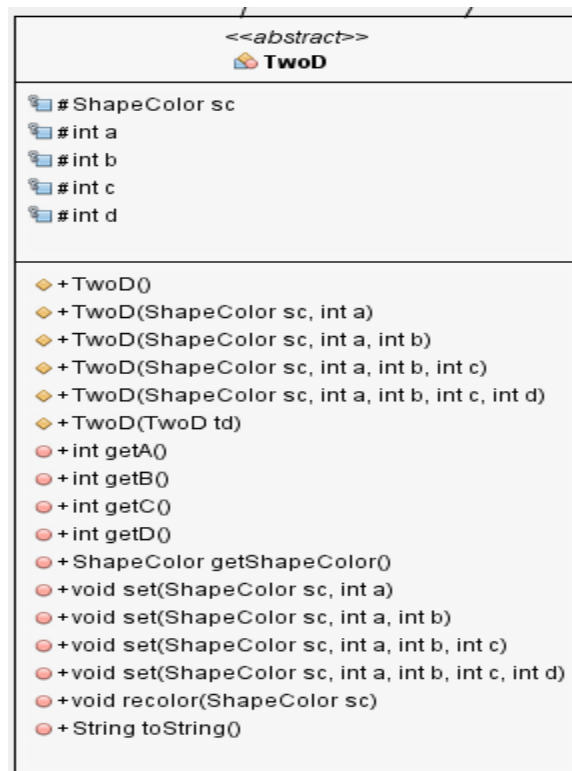 <<abstract>>
TwoD
# ShapeColor sc
# int a
# int b
# int c
# int d
+ TwoD()
+ TwoD(ShapeColor sc, int a)
+ TwoD(ShapeColor sc, int a, int b)
+ TwoD(ShapeColor sc, int a, int b, int c)
+ TwoD(ShapeColor sc, int a, int b, int c, int d)
+ TwoD(TwoD td)
+ int getA()
+ int getB()
+ int getC()
+ int getD()
+ ShapeColor getShapeColor()
+void set(ShapeColor sc, int a)
+void set(ShapeColor sc, int a, int b)
+void set(ShapeColor sc, int a, int b, int c)
+void set(ShapeColor sc, int a, int b, int c, int d)
+void recolor(ShapeColor sc)
+ String toString()